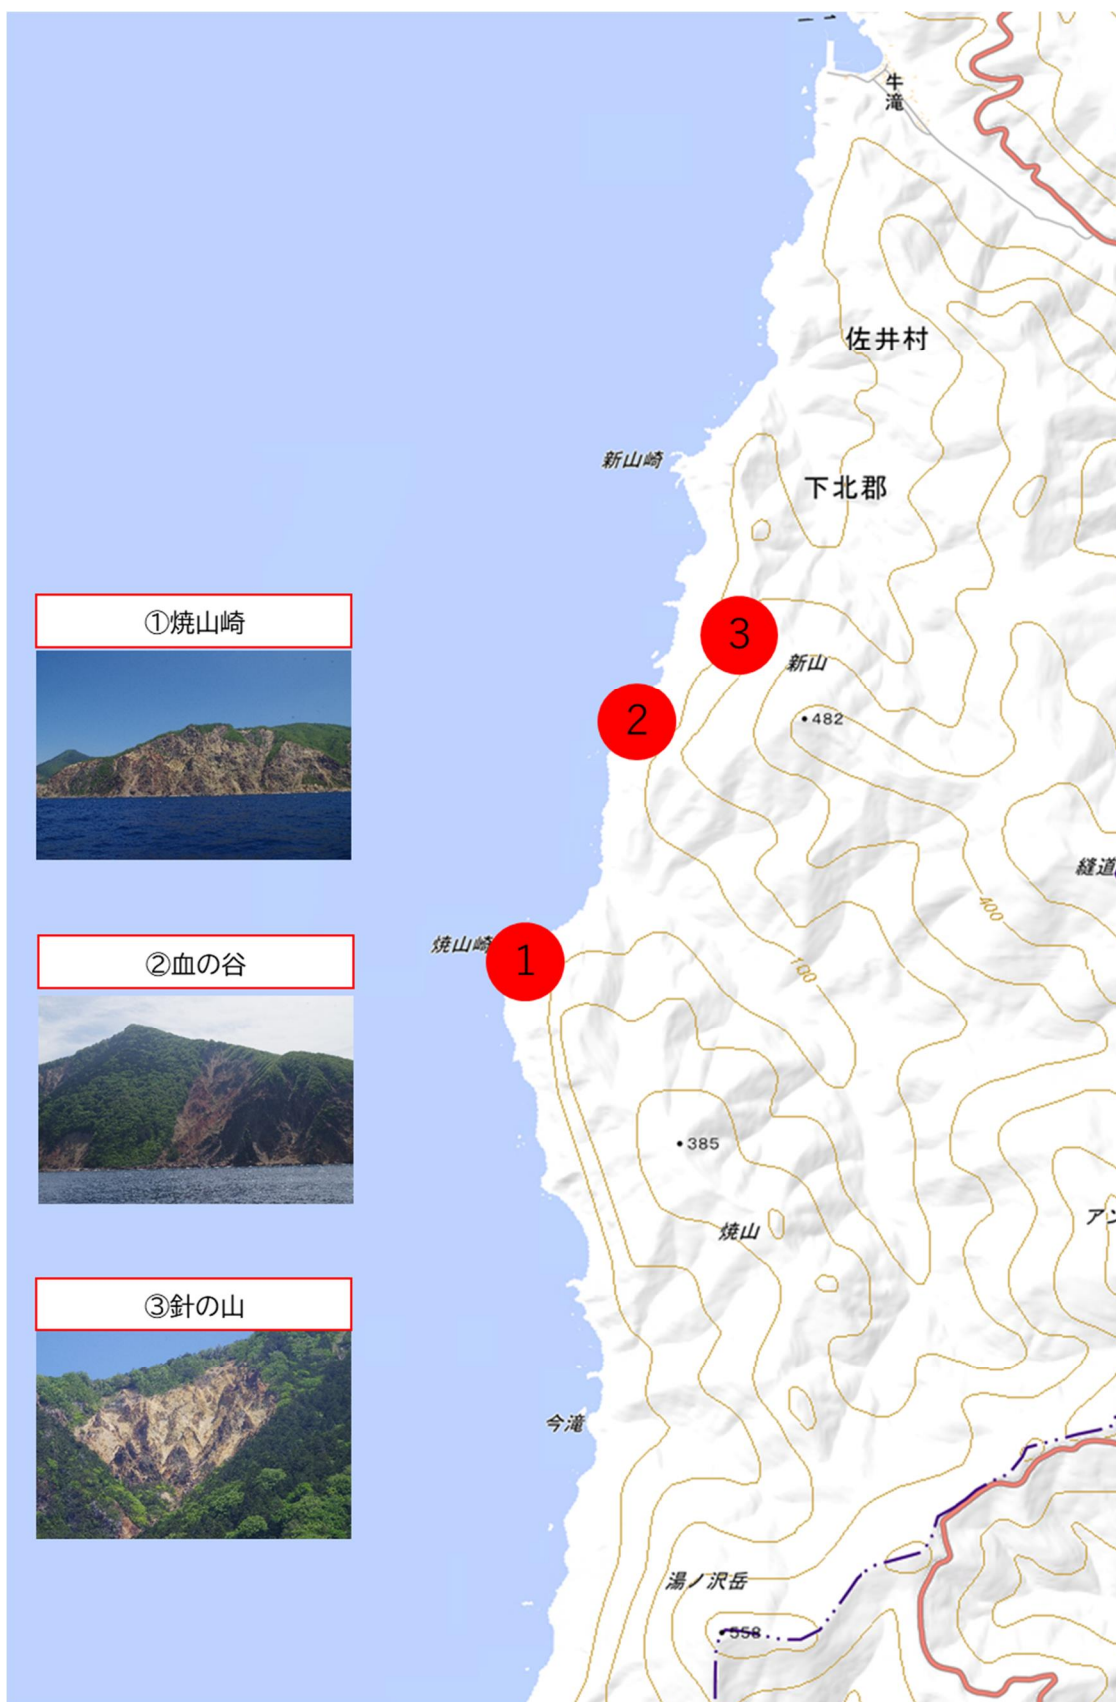 牛滝
佐井村
新山崎
下北郡
①焼山崎
3
新山
2
482
縫道
400
②血の谷
焼山崎
1
100
385
アン
焼山
③針の山
今滝
湯ノ沢岳
558